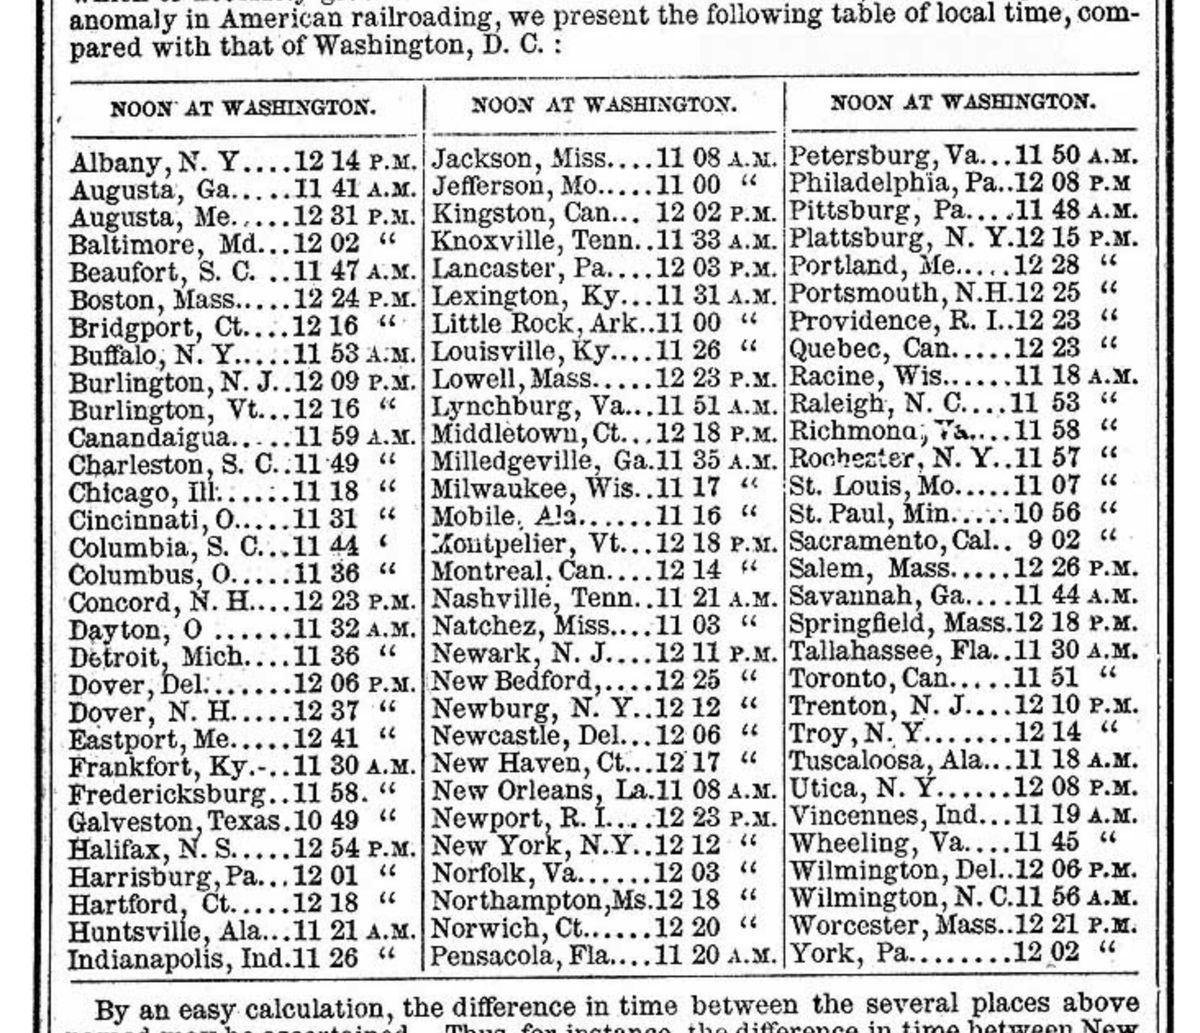 anomaly in American railroading, we present the following table of local time, com-
pared with that of Washington, D. C. :
NOON AT WASHINGTON.
Albany, N. Y....12 14 P.M.
Augusta, Ga.....11 41 A.M.
Augusta, Me.....12 31 P.M.
Baltimore, Md...12 02 “
Beaufort, S. C. ..11 47 A.M.
Boston, Mass.....12 24 P.M.
Bridgport, Ct....12 16 “
Buffalo, N. Y.....11 53 A.M.
Burlington, N. J..12 09 P.M.
Burlington, Vt...12 16 “
Canandaigua.....11 59 A.M.
Charleston, S. C..11 49 “
Chicago, Ill......11 18 “
Cincinnati, O.....11 31 “
Columbia, S. C...11 44 ‘
Columbus, O.....11 36 “
Concord, N. H....12 23 P.M.
Dayton, O ......11 32 A.M.
Detroit, Mich....11 36 “
Dover, Del.......12 06 P.M.
Dover, N. H.....12 37 “
Eastport, Me.....12 41 “
Frankfort, Ky.-..11 30 A.M.
Fredericksburg..11 58. “
Galveston, Texas.10 49 “
Halifax, N. S.....12 54 P.M.
Harrisburg, Pa...12 01 “
Hartford, Ct.....12 18 “
Huntsville, Ala...11 21 A.M.
Indianapolis, Ind.11 26 “
NOON AT WASHINGTON.
Jackson, Miss....11 08 A.M.
Jefferson, Mo....11 00 “
Kingston, Can... 12 02 P.M.
Knoxville, Tenn..11 33 A.M.
Lancaster, Pa....12 03 P.M.
Lexington, Ky...11 31 A.M.
Little Rock, Ark..11 00 “
Louisville, Ky....11 26 “
Lowell, Mass.....12 23 P.M.
Lynchburg, Va...11 51 A.M.
Middletown, Ct...12 18 P.M.
Milledgeville, Ga.11 35 A.M.
Milwaukee, Wis..11 17 “
Mobile, Ala.......11 16 “
Montpelier, Vt...12 18 P.M.
Montreal, Can....12 14 “
Nashville, Tenn..11 21 A.M.
Natchez, Miss....11 03 “
Newark, N. J....12 11 P.M.
New Bedford,....12 25 “
Newburg, N. Y..12 12 “
Newcastle, Del...12 06 “
New Haven, Ct...12 17 “
New Orleans, La.11 08 A.M.
Newport, R. I....12 23 P.M.
New York, N.Y..12 12 “
Norfolk, Va......12 03 “
Northampton,Ms.12 18 “
Norwich, Ct......12 20 “
Pensacola, Fla....11 20 A.M.
NOON AT WASHINGTON.
Petersburg, Va...11 50 A.M.
Philadelphia, Pa..12 08 P.M
Pittsburg, Pa....11 48 A.M.
Plattsburg, N. Y.12 15 P.M.
Portland, Me.....12 28 “
Portsmouth, N.H.12 25 “
Providence, R. I..12 23 “
Quebec, Can.....12 23 “
Racine, Wis......11 18 A.M.
Raleigh, N. C....11 53 “
Richmond, Va....11 58 “
Rochester, N. Y..11 57 “
St. Louis, Mo.....11 07 “
St. Paul, Min.....10 56 “
Sacramento, Cal.. 9 02 “
Salem, Mass.....12 26 P.M.
Savannah, Ga....11 44 A.M.
Springfield, Mass.12 18 P.M.
Tallahassee, Fla..11 30 A.M.
Toronto, Can.....11 51 “
Trenton, N. J....12 10 P.M.
Troy, N. Y.......12 14 “
Tuscaloosa, Ala...11 18 A.M.
Utica, N. Y......12 08 P.M.
Vincennes, Ind...11 19 A.M.
Wheeling, Va....11 45 “
Wilmington, Del..12 06 P.M.
Wilmington, N. C.11 56 A.M.
Worcester, Mass..12 21 P.M.
York, Pa........12 02 “
By an easy calculation, the difference in time between the several places above
Thus, for instance, the difference in time between New